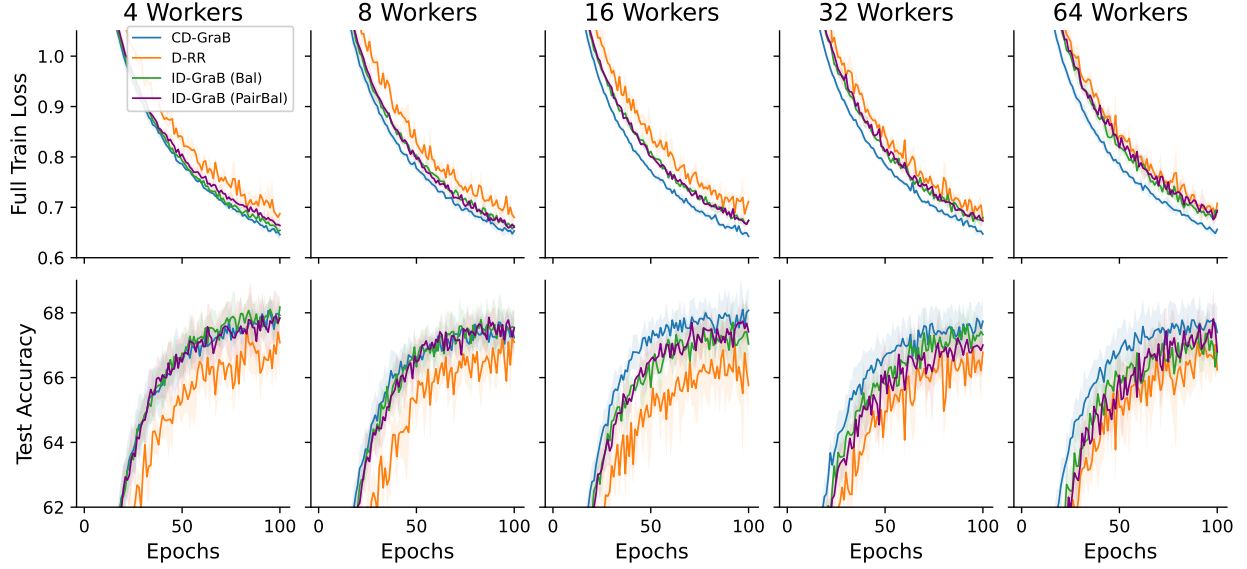 4 Workers
8 Workers
16 Workers
32 Workers
64 Workers
Full Train Loss
1.0
0.9
0.8
0.7
0.6
CD-GraB
D-RR
ID-GraB (Bal)
ID-GraB (PairBal)
Test Accuracy
68
66
64
62
0 50 100
0 50 100
0 50 100
0 50 100
0 50 100
Epochs
Epochs
Epochs
Epochs
Epochs